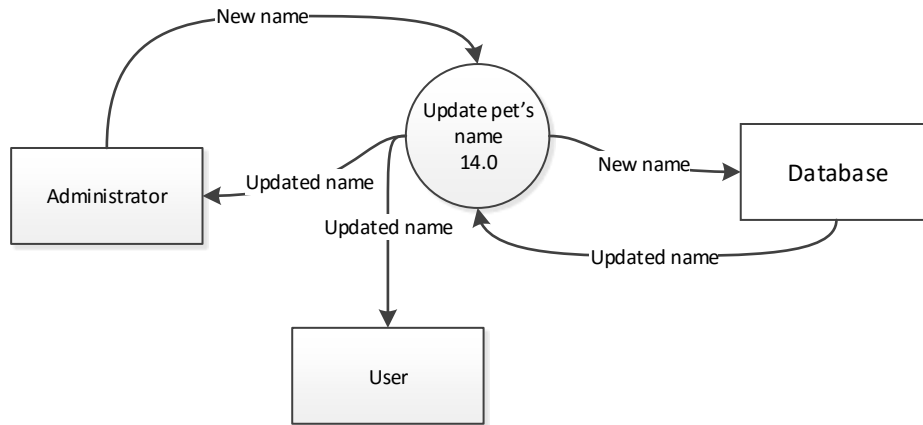 New name
Update pet’s
name
14.0
New name
Database
Administrator
Updated name
Updated name
Updated name
User